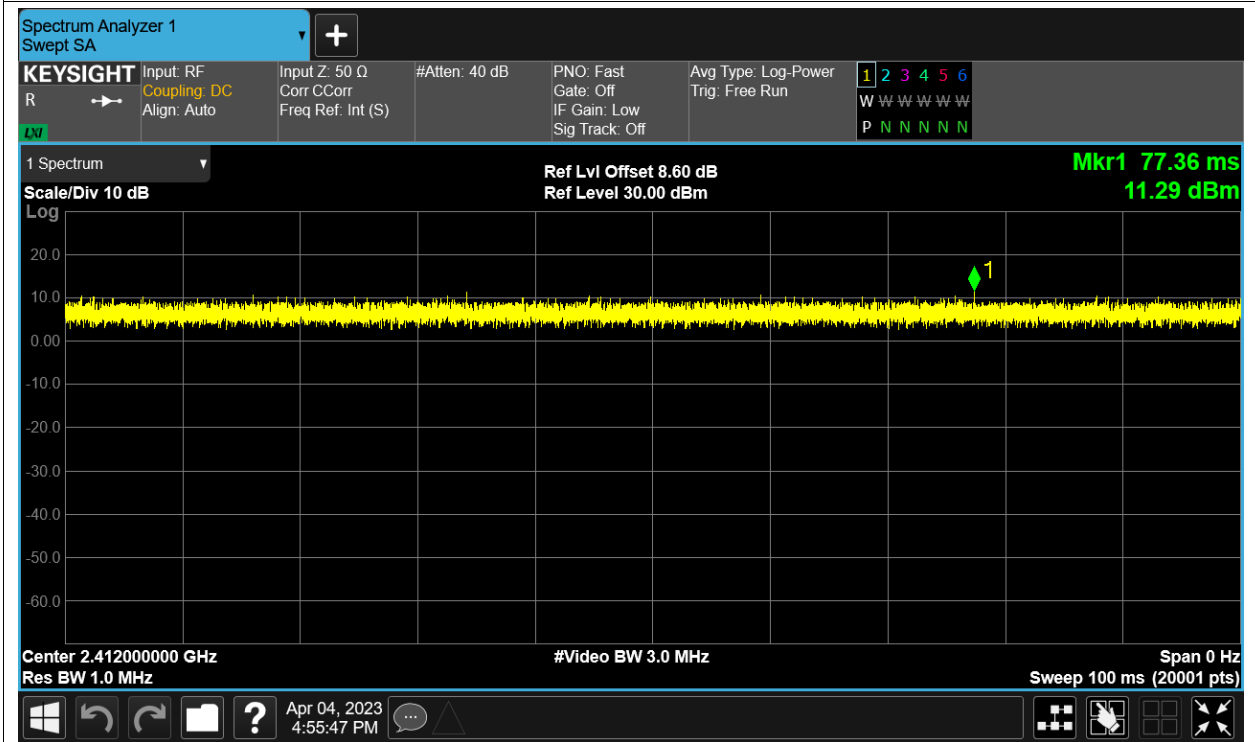 Spectrum Analyzer 1
Swept SA
+
KEYSIGHT Input: RF Input Z: 50 Ω #Atten: 40 dB PNO: Fast Avg Type: Log-Power 1 2 3 4 5 6
R Coupling: DC Corr CCorr Gate: Off Trig: Free Run W W W W W W
Align: Auto Freq Ref: Int (S) IF Gain: Low
LXI Sig Track: Off P N N N N N
1 Spectrum Ref Lvl Offset 8.60 dB Mkr1 77.36 ms
Scale/Div 10 dB Ref Level 30.00 dBm 11.29 dBm
Log
20.0
1
10.0
0.00
-10.0
-20.0
-30.0
-40.0
-50.0
-60.0
Center 2.412000000 GHz #Video BW 3.0 MHz Span 0 Hz
Res BW 1.0 MHz Sweep 100 ms (20001 pts)
? Apr 04, 2023
4:55:47 PM